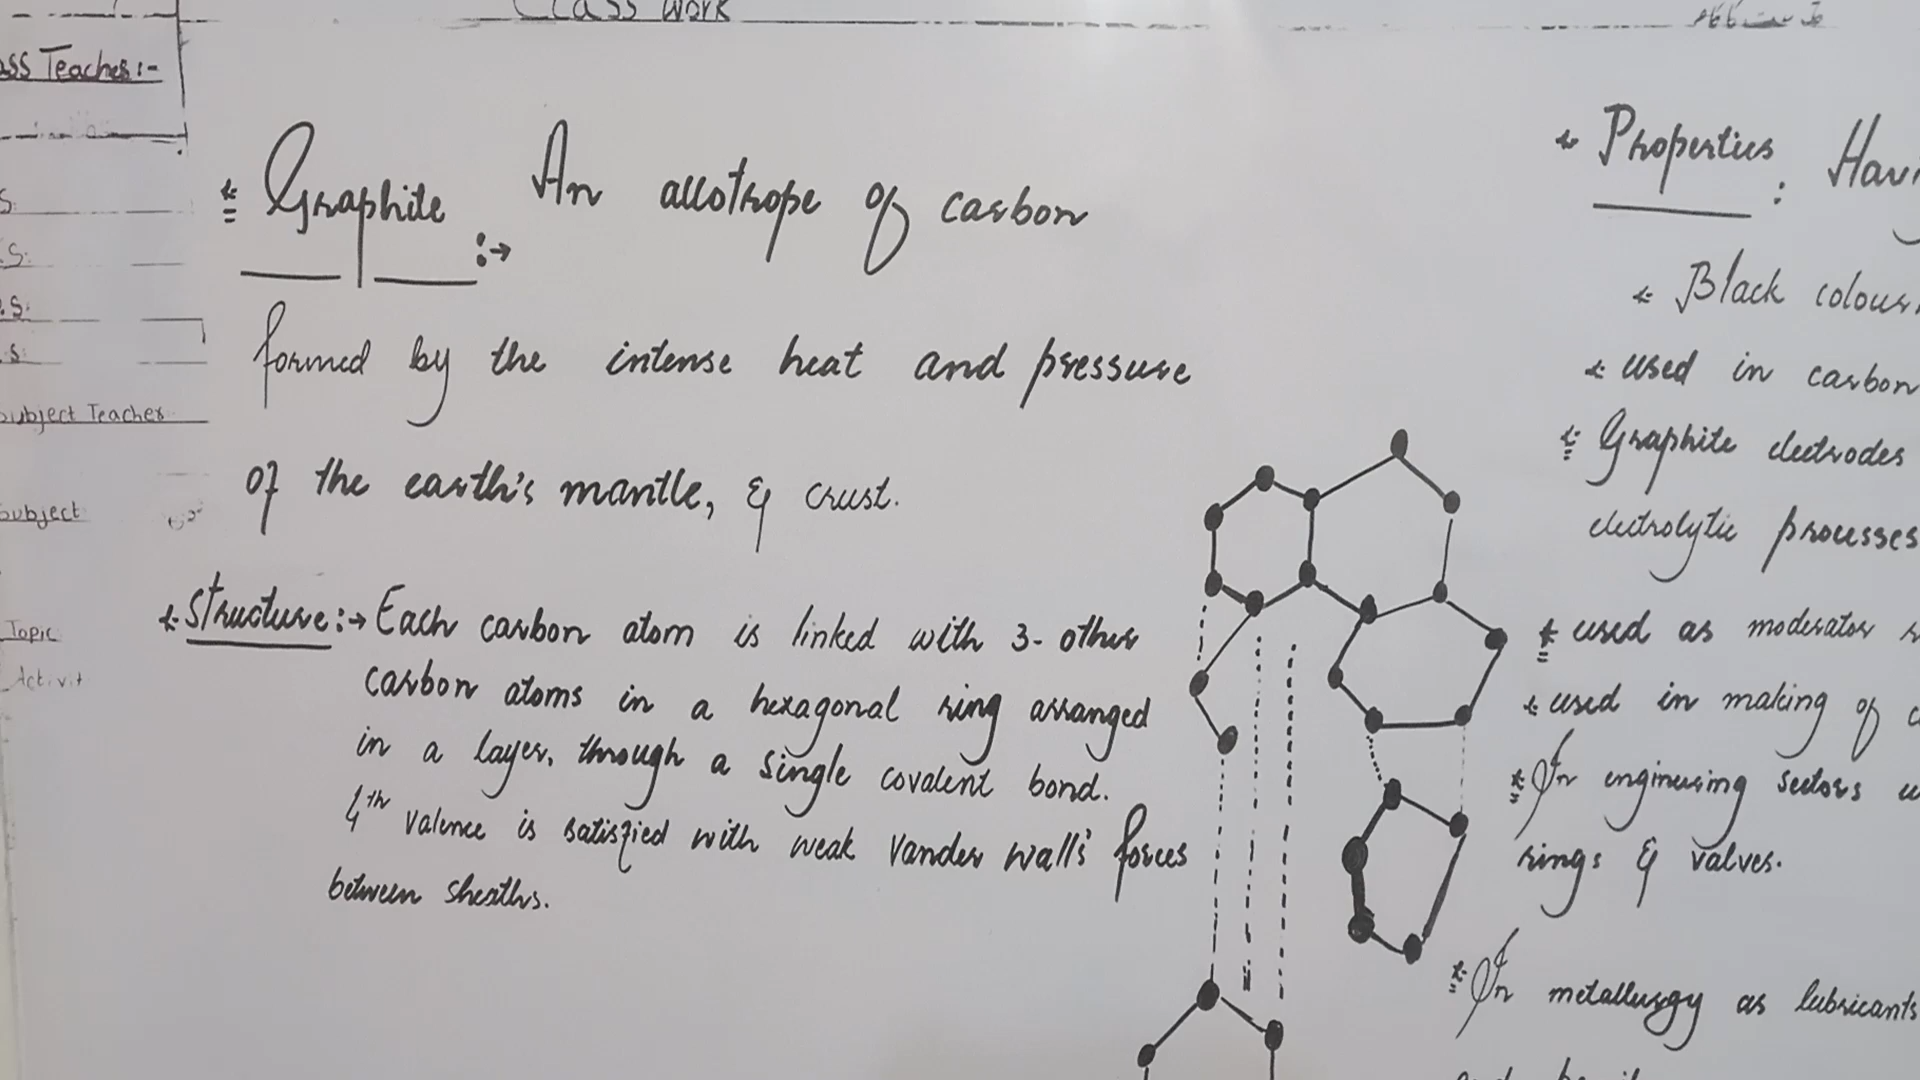 Class Work
ass Teacher:-
S:
.S:
.S:
.S:
Subject Teacher
Subject
Topic
Activit
* Graphite :→ An allotrope of carbon
formed by the intense heat and pressure
of the earth's mantle, & crust.
* Structure:→ Each carbon atom is linked with 3- other
carbon atoms in a hexagonal ring arranged
in a layer, through a single covalent bond.
4th valence is satisfied with weak Vander walls' forces
between sheaths.
* Properties: Havi
* Black colour
* used in carbon
* Graphite electrodes
electrolytic processes
* used as moderator
* used in making of
* In engineering sectors
rings & valves.
* In metallurgy as lubricants
and